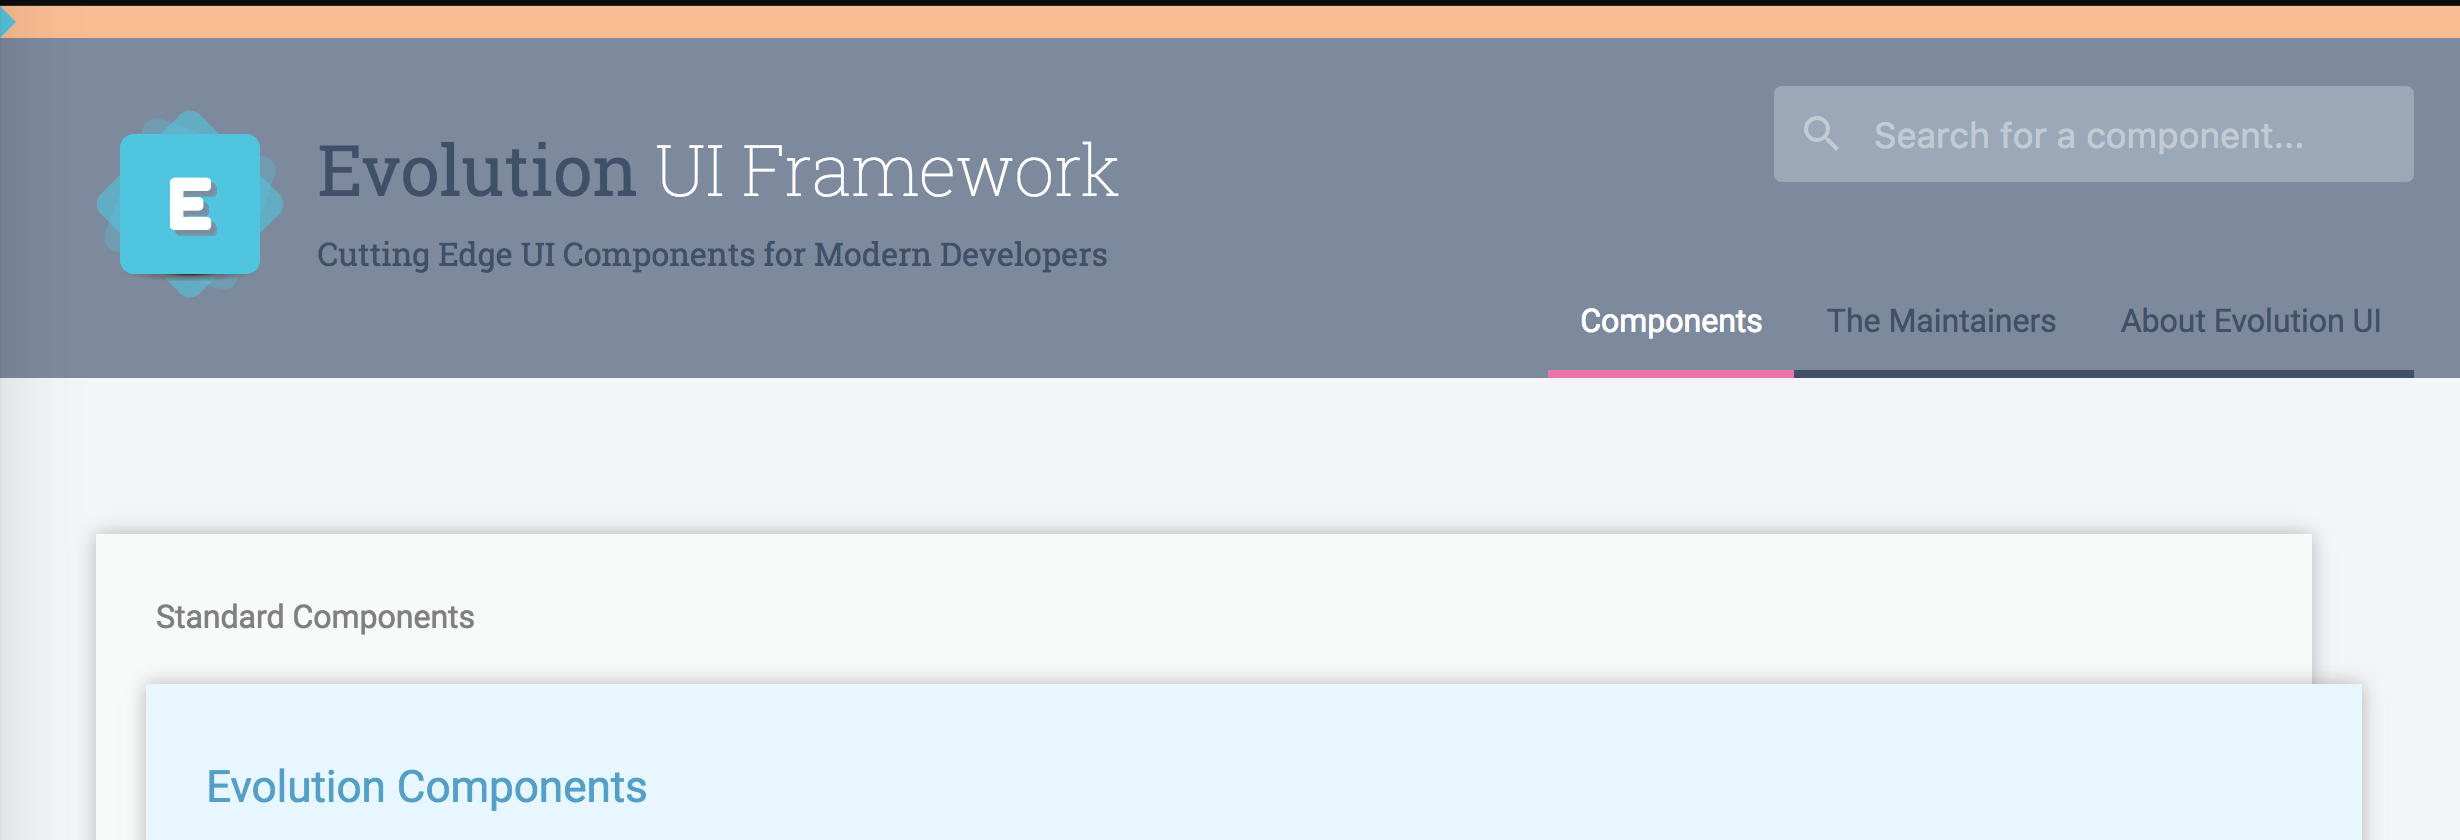 E
Evolution UI Framework
Cutting Edge UI Components for Modern Developers
Search for a component...
Components
The Maintainers
About Evolution UI
Standard Components
Evolution Components